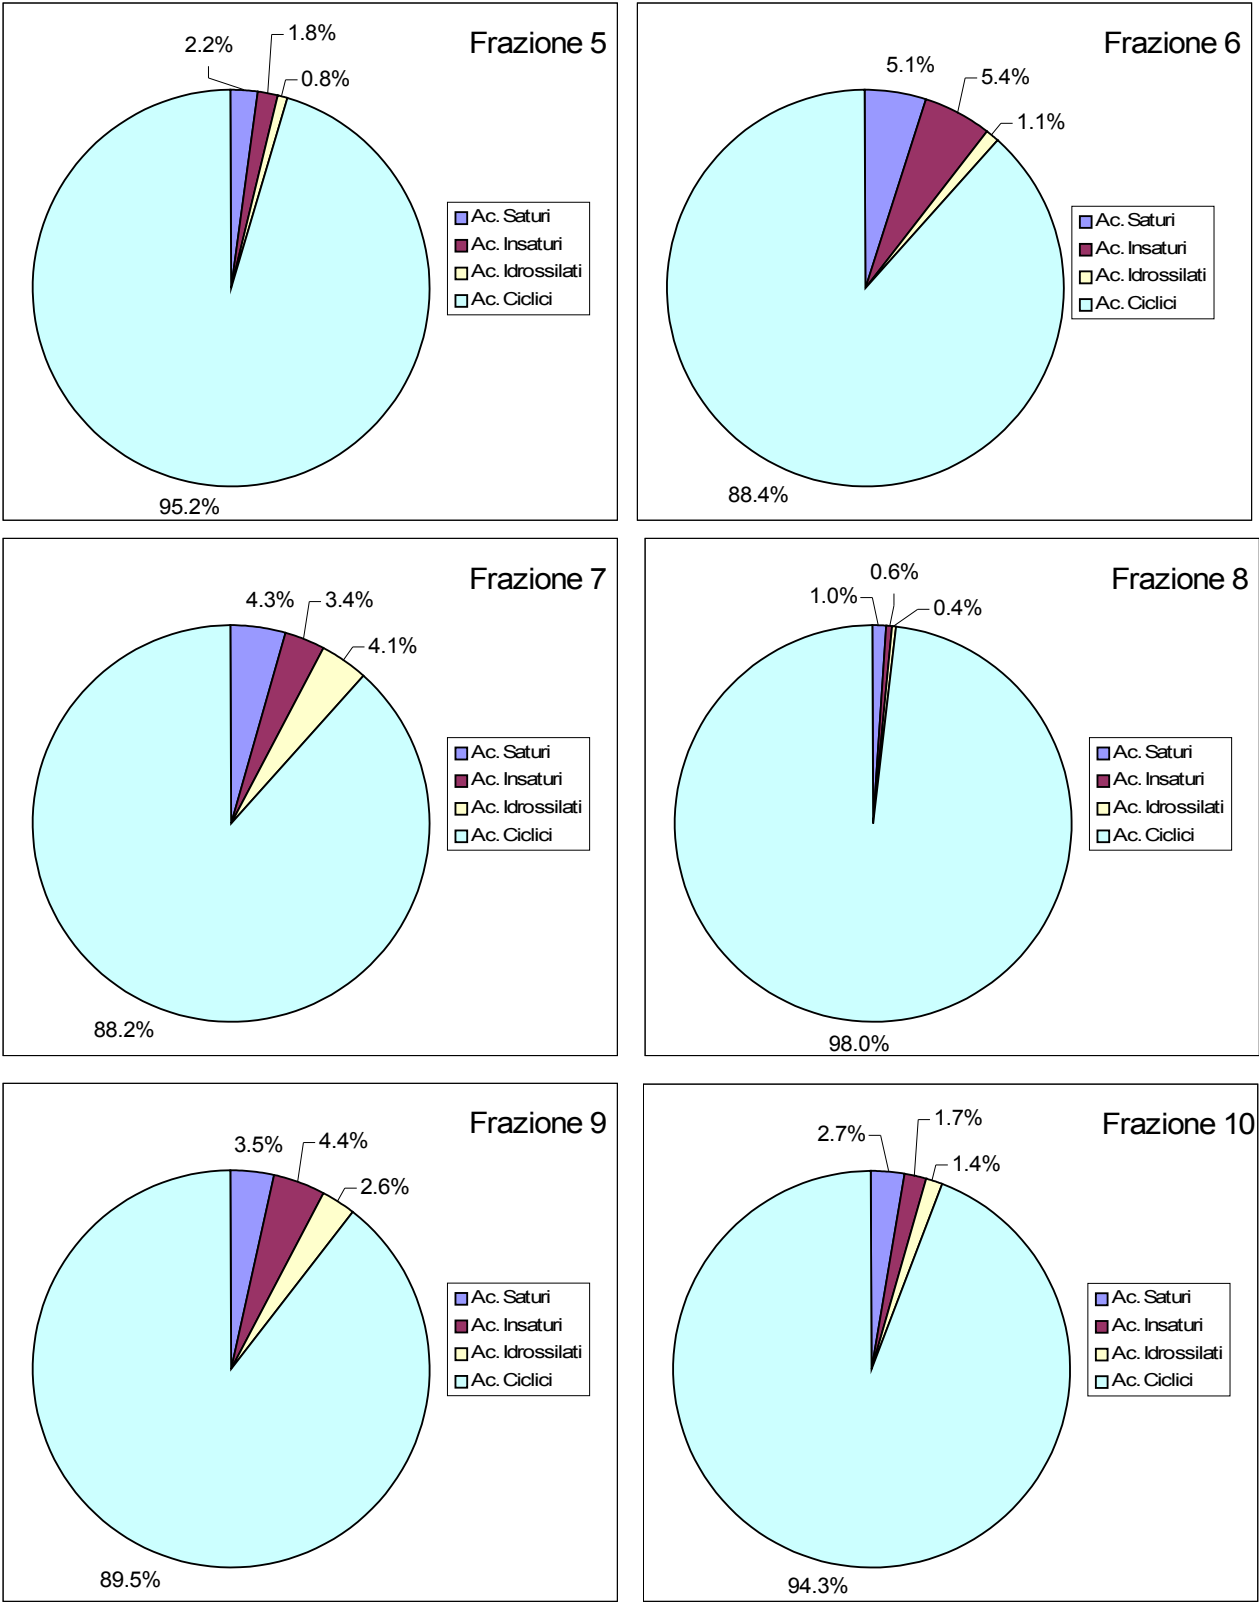 Frazione 5
2.2%
1.8%
0.8%
95.2%
Ac. Saturi
Ac. Insaturi
Ac. Idrossilati
Ac. Ciclici
Frazione 6
5.1%
5.4%
1.1%
88.4%
Ac. Saturi
Ac. Insaturi
Ac. Idrossilati
Ac. Ciclici
Frazione 7
4.3%
3.4%
4.1%
88.2%
Ac. Saturi
Ac. Insaturi
Ac. Idrossilati
Ac. Ciclici
Frazione 8
1.0%
0.6%
0.4%
98.0%
Ac. Saturi
Ac. Insaturi
Ac. Idrossilati
Ac. Ciclici
Frazione 9
3.5%
4.4%
2.6%
89.5%
Ac. Saturi
Ac. Insaturi
Ac. Idrossilati
Ac. Ciclici
Frazione 10
2.7%
1.7%
1.4%
94.3%
Ac. Saturi
Ac. Insaturi
Ac. Idrossilati
Ac. Ciclici